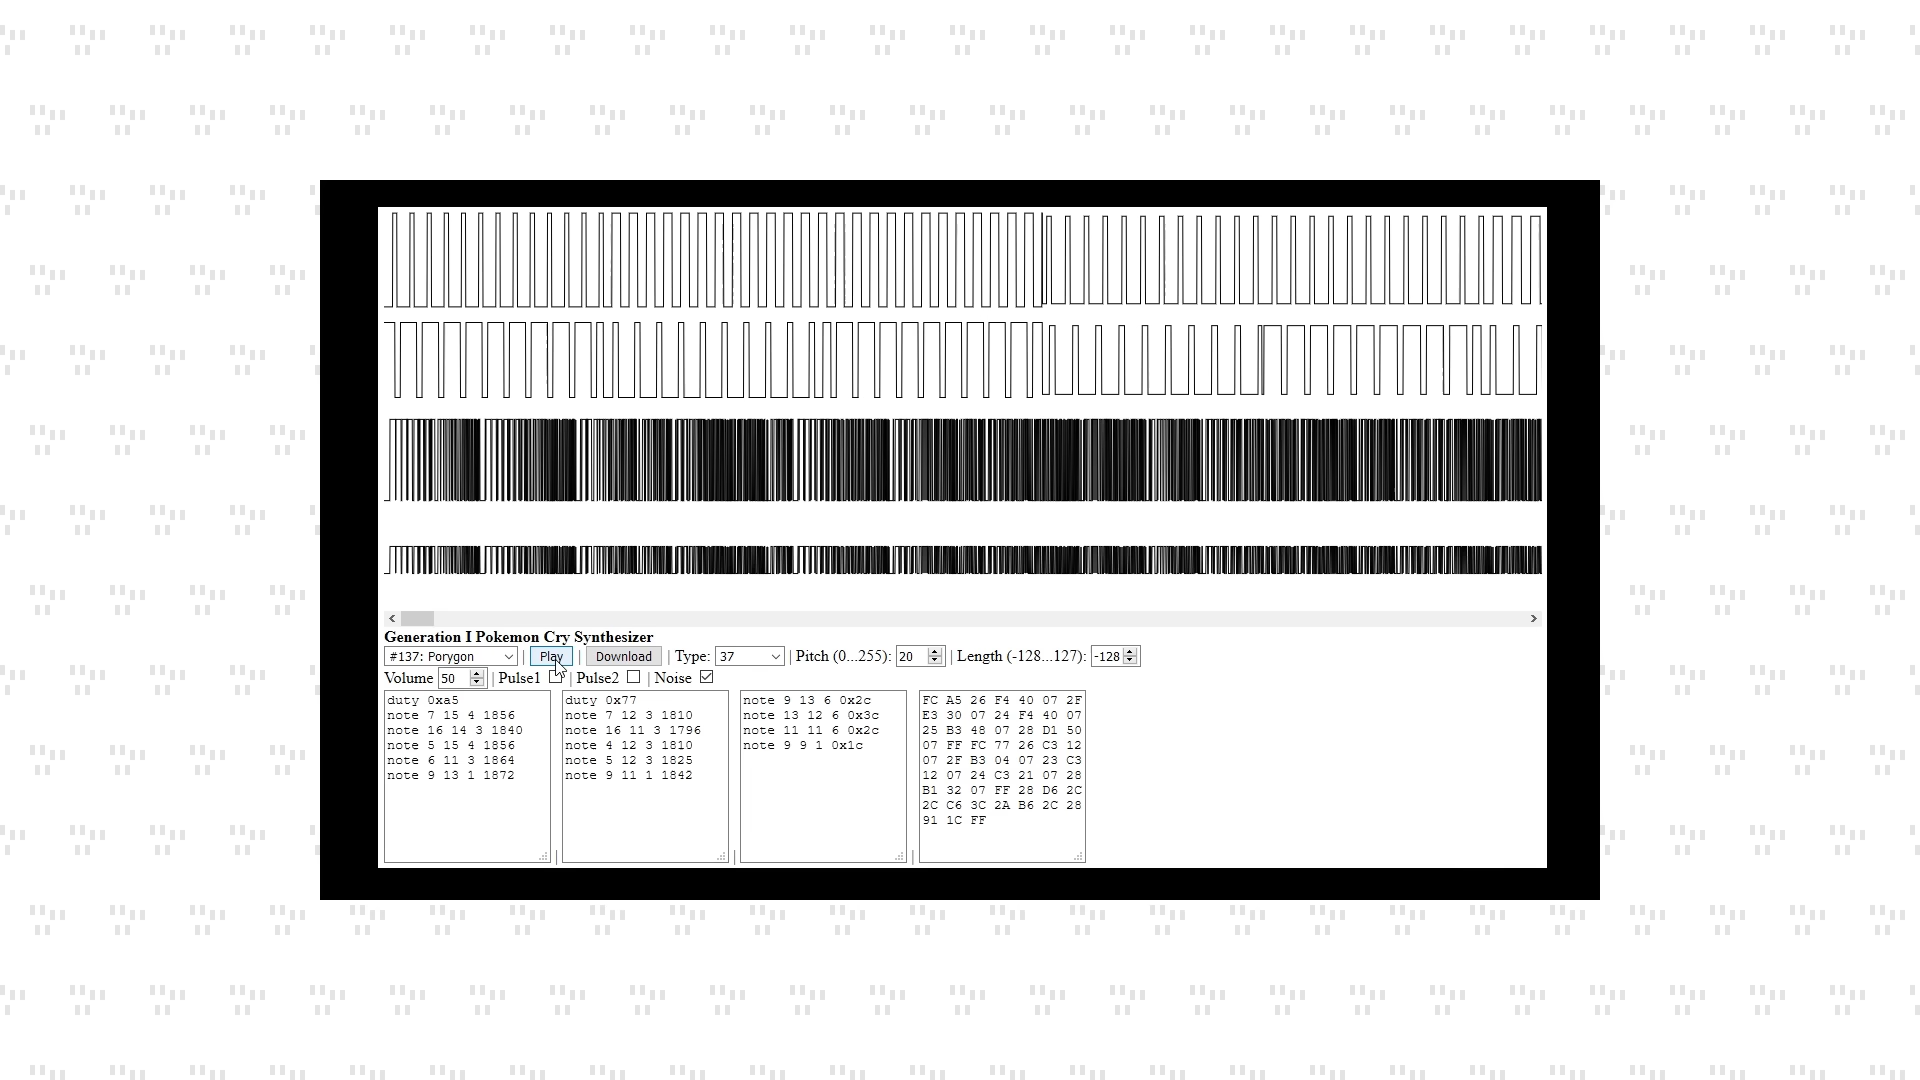 Generation I Pokemon Cry Synthesizer
#137: Porygon | Play | Download | Type: 37 | Pitch (0...255): 20 | Length (-128...127): -128
Volume 50 | Pulse1 | Pulse2 | Noise
duty 0xa5
note 7 15 4 1856
note 16 14 3 1840
note 5 15 4 1856
note 6 11 3 1864
note 9 13 1 1872
duty 0x77
note 7 12 3 1810
note 16 11 3 1796
note 4 12 3 1810
note 5 12 3 1825
note 9 11 1 1842
note 9 13 6 0x2c
note 13 12 6 0x3c
note 11 11 6 0x2c
note 9 9 1 0x1c
FC A5 26 F4 40 07 2F
E3 30 07 24 F4 40 07
25 B3 48 07 28 D1 50
07 FF FC 77 26 C3 12
07 2F B3 04 07 23 C3
12 07 24 C3 21 07 28
B1 32 07 FF 28 D6 2C
2C C6 3C 2A B6 2C 28
91 1C FF